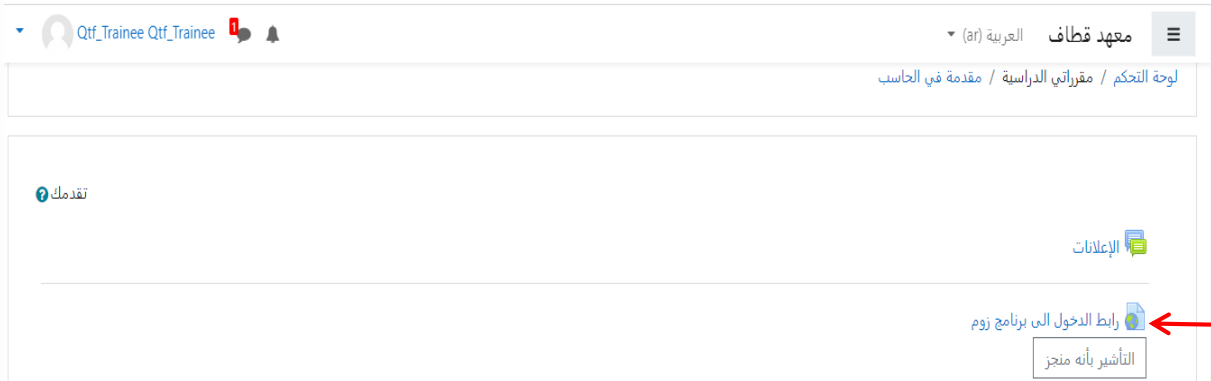 ☰ معهد قطاف العربية (ar) 1 Qtf_Trainee Qtf_Trainee
لوحة التحكم / مقرراتي الدراسية / مقدمة في الحاسب
تقدمك
الإعلانات
رابط الدخول الى برنامج زوم
التأشير بأنه منجز